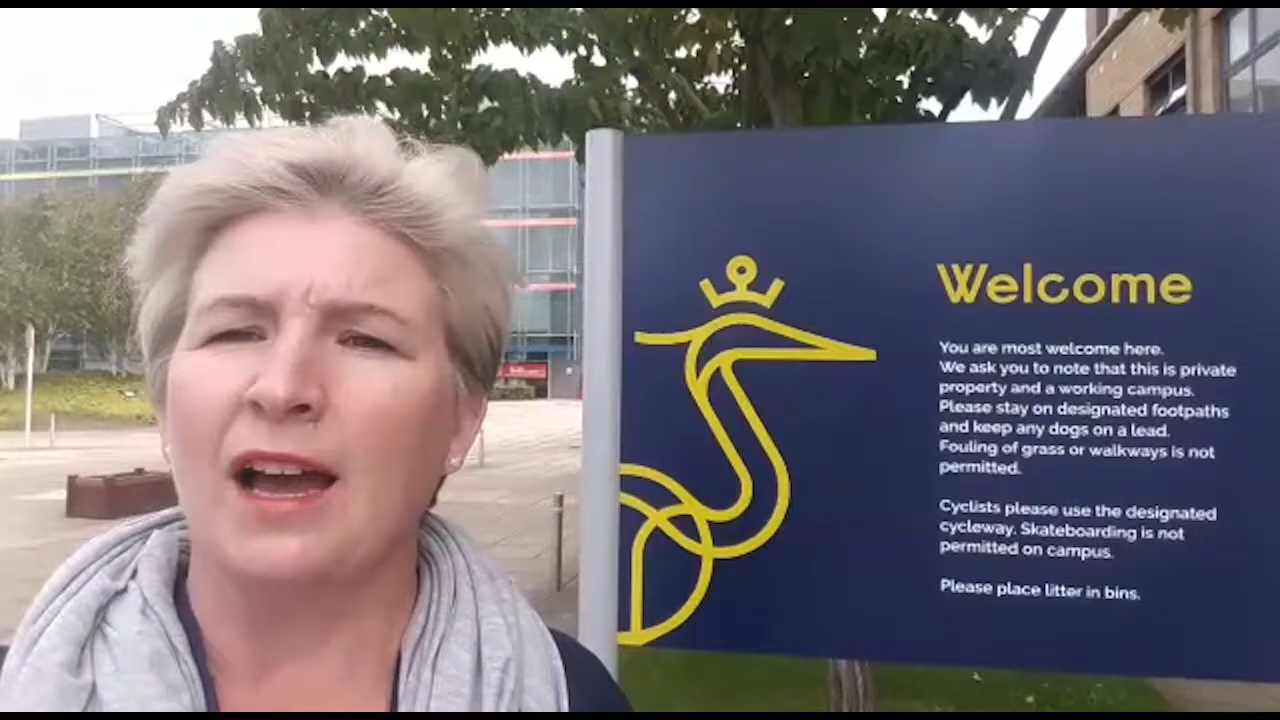 Welcome
You are most welcome here.
We ask you to note that this is private
property and a working campus.
Please stay on designated footpaths
and keep any dogs on a lead.
Fouling of grass or walkways is not
permitted.
Cyclists please use the designated
cycleway. Skateboarding is not
permitted on campus.
Please place litter in bins.